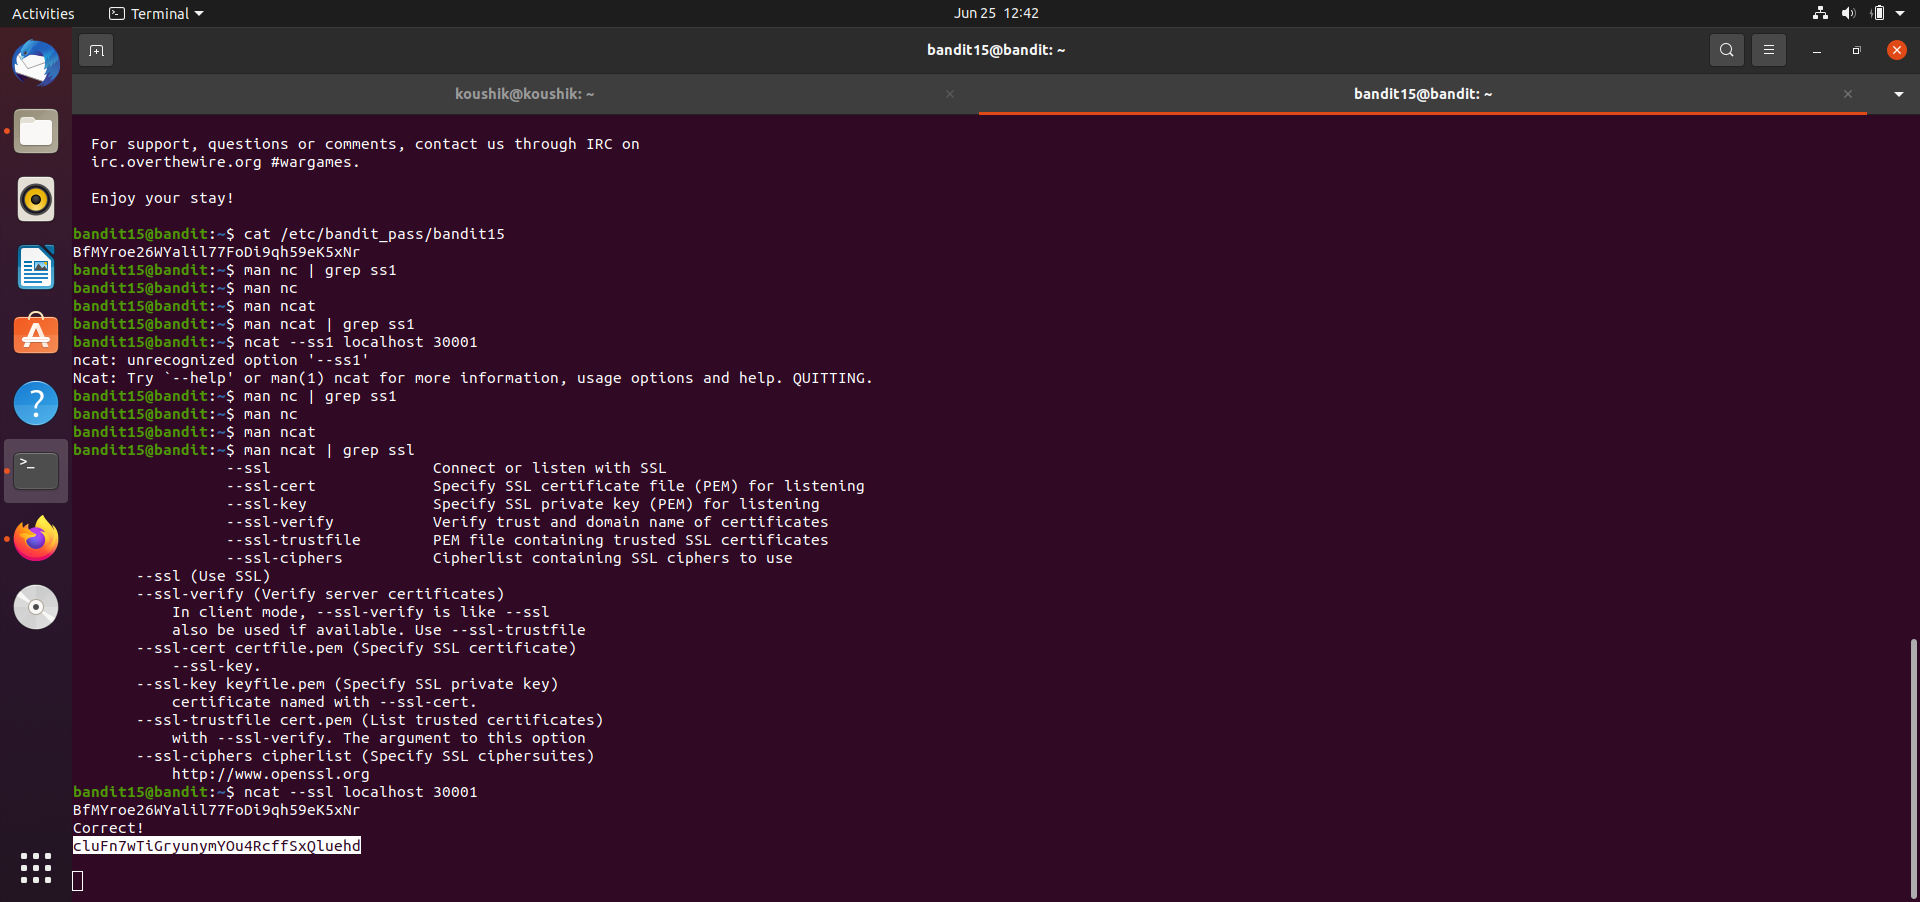 Activities
Terminal
Jun 25 12:42
bandit15@bandit: ~
koushik@koushik: ~
bandit15@bandit: ~
For support, questions or comments, contact us through IRC on
irc.overthewire.org #wargames.
Enjoy your stay!
bandit15@bandit:~$ cat /etc/bandit_pass/bandit15
BfMYroe26WYalil77FoDi9qh59eK5xNr
bandit15@bandit:~$ man nc | grep ss1
bandit15@bandit:~$ man nc
bandit15@bandit:~$ man ncat
bandit15@bandit:~$ man ncat | grep ss1
bandit15@bandit:~$ ncat --ss1 localhost 30001
ncat: unrecognized option '--ss1'
Ncat: Try `--help' or man(1) ncat for more information, usage options and help. QUITTING.
bandit15@bandit:~$ man nc | grep ss1
bandit15@bandit:~$ man nc
bandit15@bandit:~$ man ncat
bandit15@bandit:~$ man ncat | grep ssl
--ssl Connect or listen with SSL
--ssl-cert Specify SSL certificate file (PEM) for listening
--ssl-key Specify SSL private key (PEM) for listening
--ssl-verify Verify trust and domain name of certificates
--ssl-trustfile PEM file containing trusted SSL certificates
--ssl-ciphers Cipherlist containing SSL ciphers to use
--ssl (Use SSL)
--ssl-verify (Verify server certificates)
In client mode, --ssl-verify is like --ssl
also be used if available. Use --ssl-trustfile
--ssl-cert certfile.pem (Specify SSL certificate)
--ssl-key.
--ssl-key keyfile.pem (Specify SSL private key)
certificate named with --ssl-cert.
--ssl-trustfile cert.pem (List trusted certificates)
with --ssl-verify. The argument to this option
--ssl-ciphers cipherlist (Specify SSL ciphersuites)
http://www.openssl.org
bandit15@bandit:~$ ncat --ssl localhost 30001
BfMYroe26WYalil77FoDi9qh59eK5xNr
Correct!
cluFn7wTiGryunymYOu4RcffSxQluehd